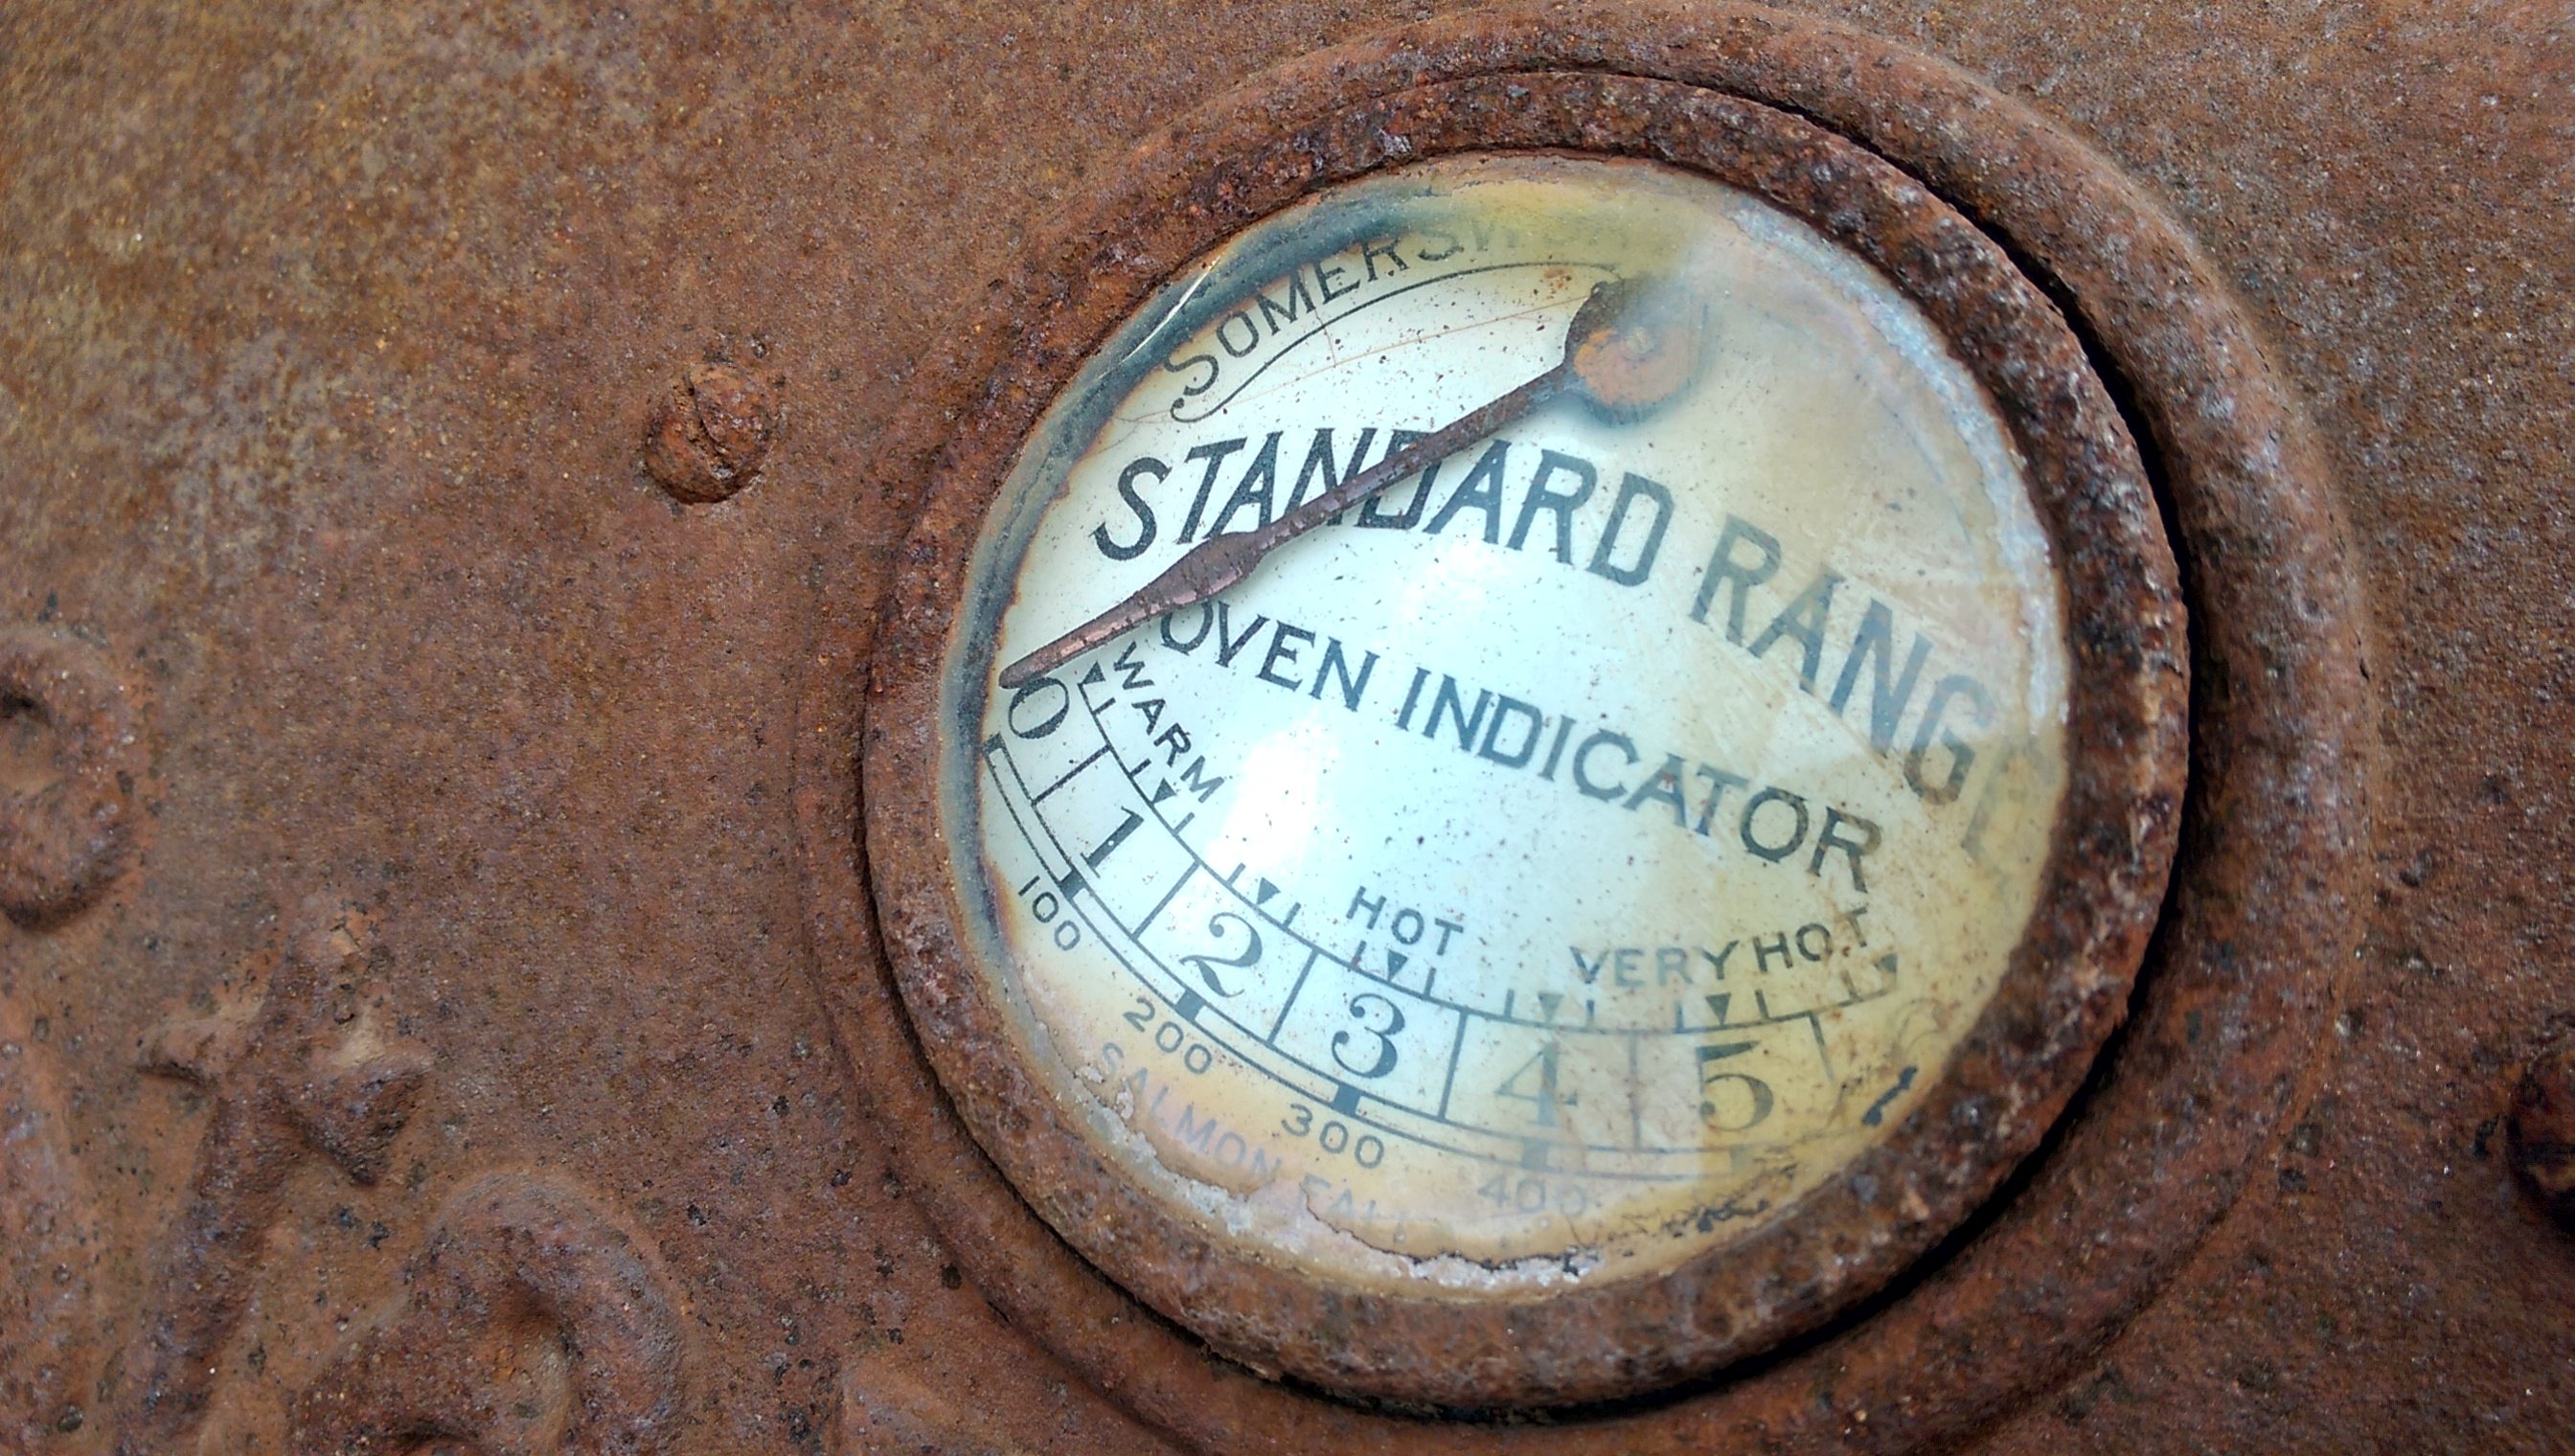 SOMERSW
STANDARD RANG
OVEN INDICATOR
WARM HOT VERY HOT
0 1 2 3 4 5
100 200 300 400
SALMON FALL